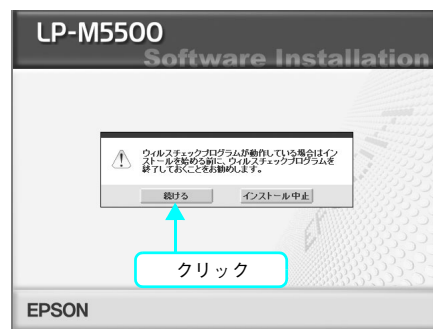 LP-M5500
Software Installation
ウィルスチェックプログラムが動作している場合はイン
ストールを始める前に、ウィルスチェックプログラムを
終了しておくことをお勧めします。
続ける
インストール中止
クリック
EPSON